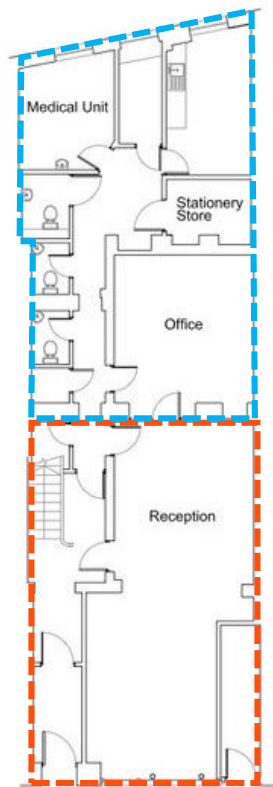 Medical Unit
Stationery
Store
Office
Reception